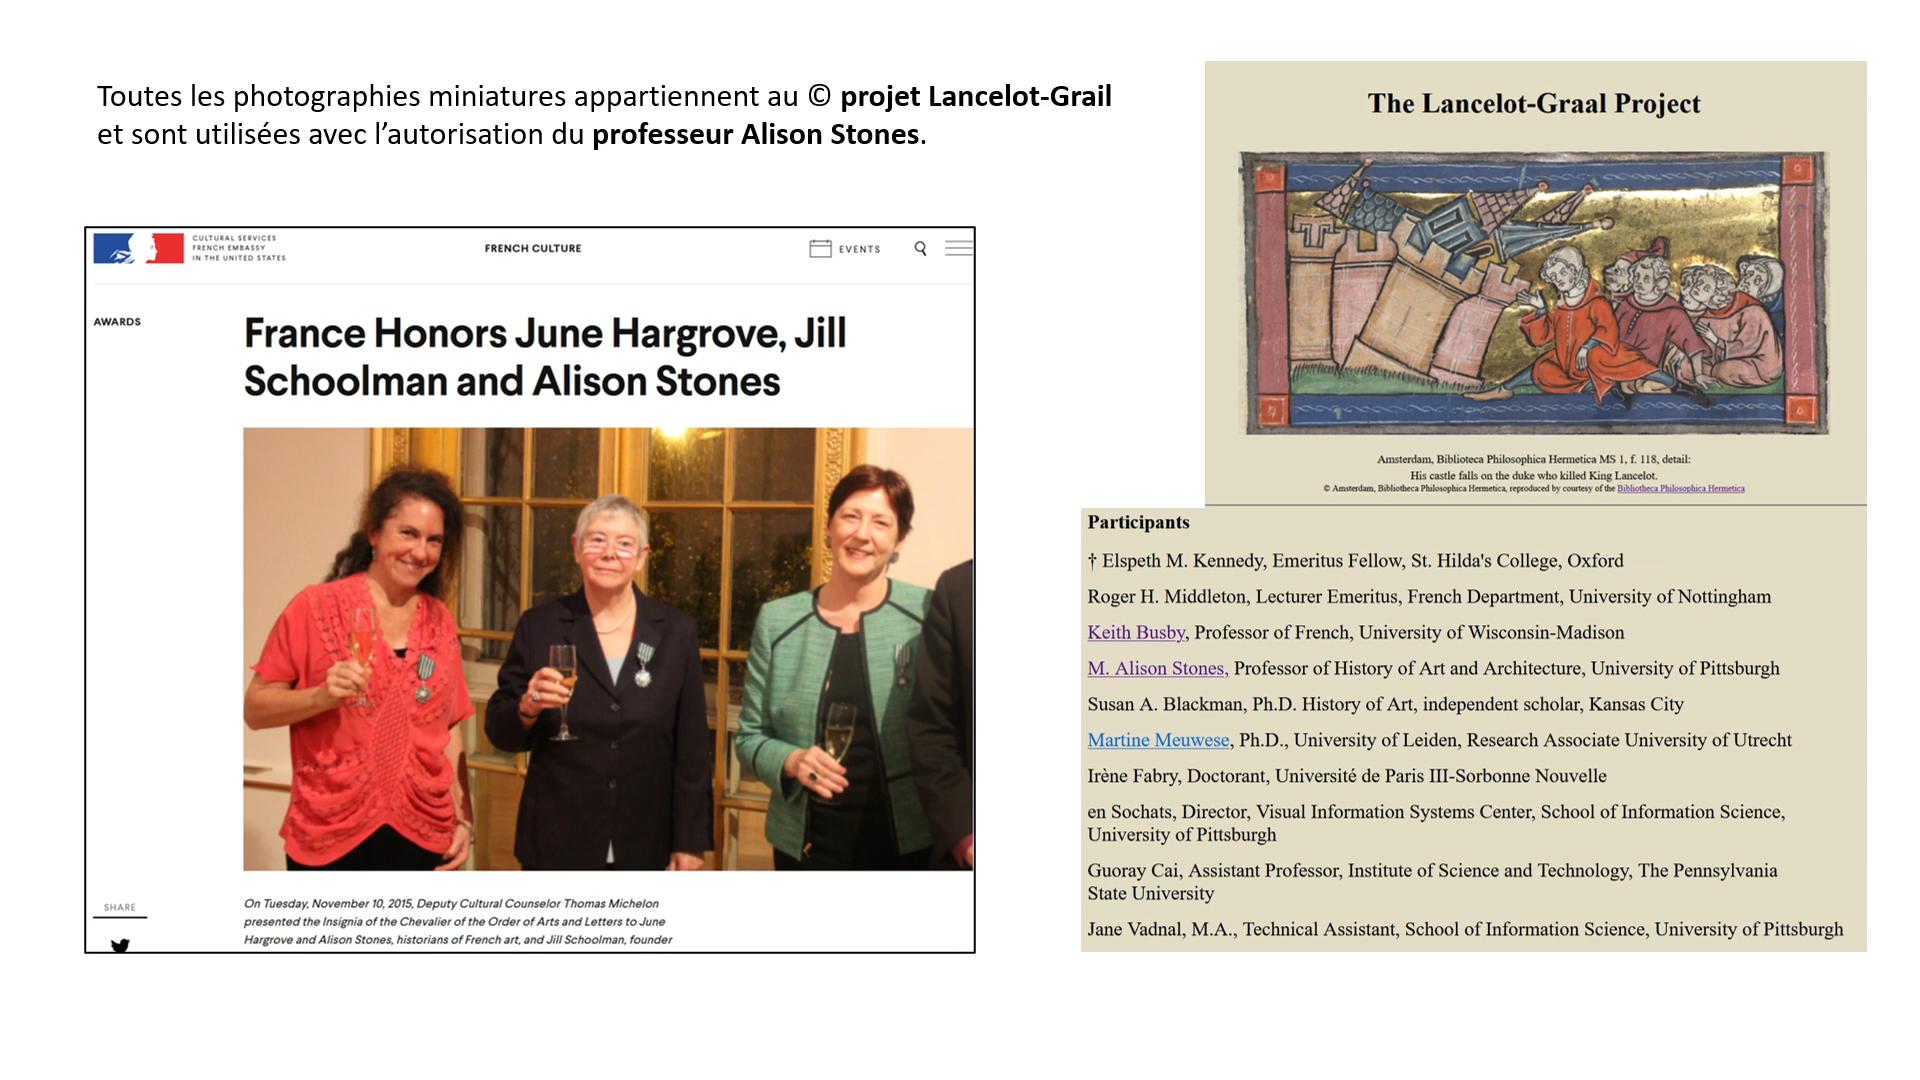 Toutes les photographies miniatures appartiennent au © projet Lancelot-Grail
et sont utilisées avec l’autorisation du professeur Alison Stones.
CULTURAL SERVICES
FRENCH EMBASSY
IN THE UNITED STATES
FRENCH CULTURE
EVENTS
AWARDS
France Honors June Hargrove, Jill
Schoolman and Alison Stones
SHARE
On Tuesday, November 10, 2015, Deputy Cultural Counselor Thomas Michelon
presented the Insignia of the Chevalier of the Order of Arts and Letters to June
Hargrove and Alison Stones, historians of French art, and Jill Schoolman, founder
The Lancelot-Graal Project
Amsterdam, Biblioteca Philosophica Hermetica MS 1, f. 118, detail:
His castle falls on the duke who killed King Lancelot.
© Amsterdam, Bibliotheca Philosophica Hermetica, reproduced by courtesy of the Bibliotheca Philosophica Hermetica
Participants
† Elspeth M. Kennedy, Emeritus Fellow, St. Hilda's College, Oxford
Roger H. Middleton, Lecturer Emeritus, French Department, University of Nottingham
Keith Busby, Professor of French, University of Wisconsin-Madison
M. Alison Stones, Professor of History of Art and Architecture, University of Pittsburgh
Susan A. Blackman, Ph.D. History of Art, independent scholar, Kansas City
Martine Meuwese, Ph.D., University of Leiden, Research Associate University of Utrecht
Irène Fabry, Doctorant, Université de Paris III-Sorbonne Nouvelle
en Sochats, Director, Visual Information Systems Center, School of Information Science,
University of Pittsburgh
Guoray Cai, Assistant Professor, Institute of Science and Technology, The Pennsylvania
State University
Jane Vadnal, M.A., Technical Assistant, School of Information Science, University of Pittsburgh